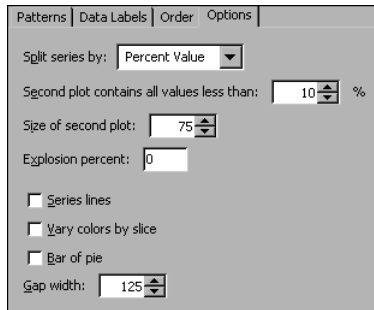 Patterns Data Labels Order Options
Split series by: Percent Value
Second plot contains all values less than: 10 %
Size of second plot: 75
Explosion percent: 0
Series lines
Vary colors by slice
Bar of pie
Gap width: 125